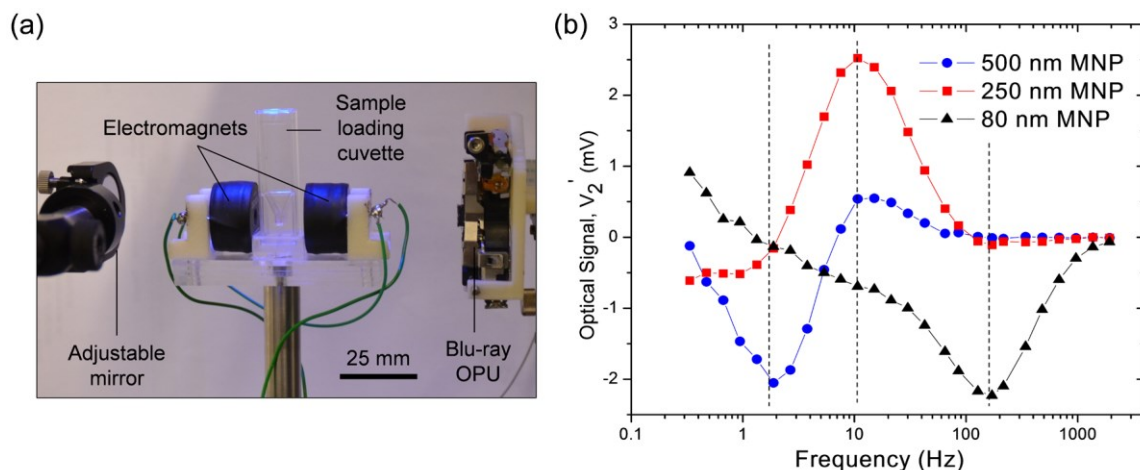 (a)
Electromagnets
Sample
loading
cuvette
Adjustable
mirror
25 mm
Blu-ray
OPU
(b)
500 nm MNP
250 nm MNP
80 nm MNP
Optical Signal, V₂' (mV)
3
2
1
0
-1
-2
0.1 1 10 100 1000
Frequency (Hz)